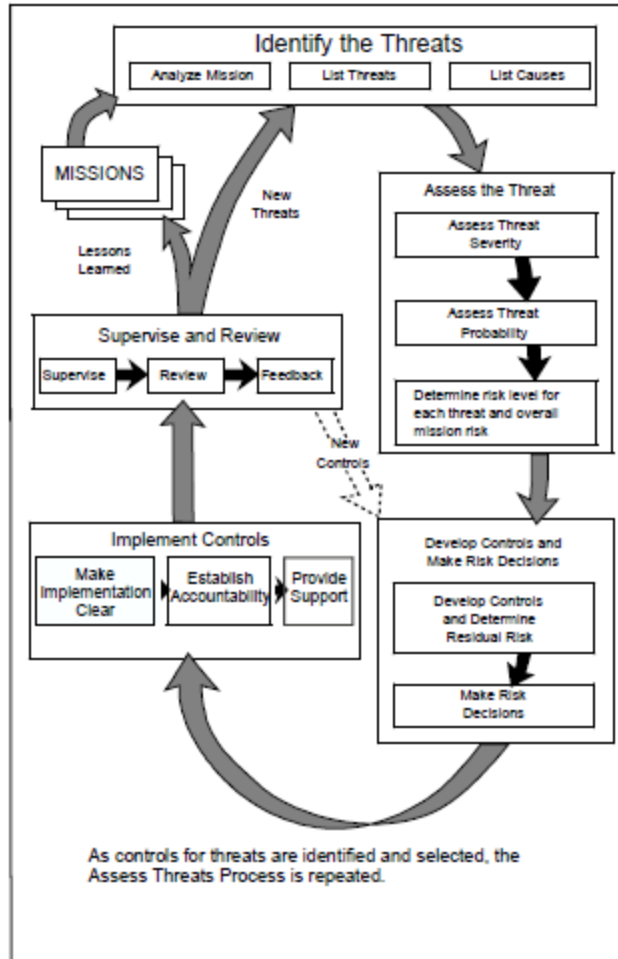 Identify the Threats
Analyze Mission
List Threats
List Causes
MISSIONS
New
Threats
Lessons
Learned
Assess the Threat
Assess Threat
Severity
Assess Threat
Probability
Determine risk level for
each threat and overall
mission risk
Supervise and Review
Supervise
Review
Feedback
New
Controls
Implement Controls
Make
Implementation
Clear
Establish
Accountability
Provide
Support
Develop Controls and
Make Risk Decisions
Develop Controls
and Determine
Residual Risk
Make Risk
Decisions
As controls for threats are identified and selected, the
Assess Threats Process is repeated.